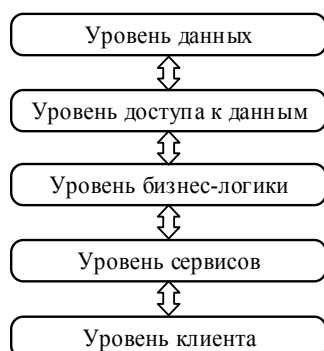 Уровень данных
Уровень доступа к данным
Уровень бизнес-логики
Уровень сервисов
Уровень клиента